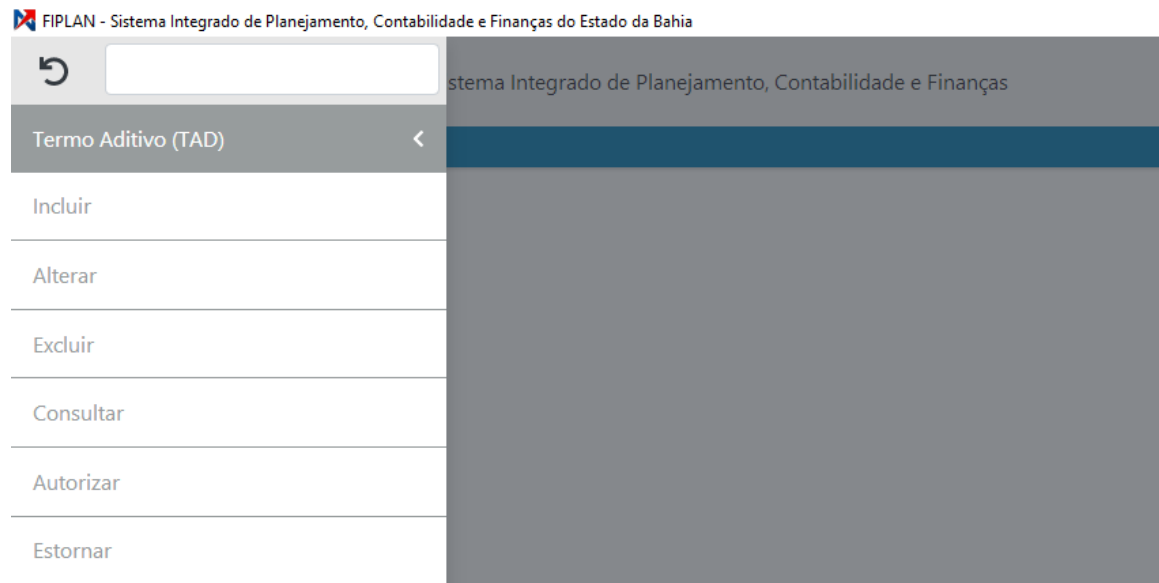 FIPLAN - Sistema Integrado de Planejamento, Contabilidade e Finanças do Estado da Bahia
stema Integrado de Planejamento, Contabilidade e Finanças
Termo Aditivo (TAD)
Incluir
Alterar
Excluir
Consultar
Autorizar
Estornar